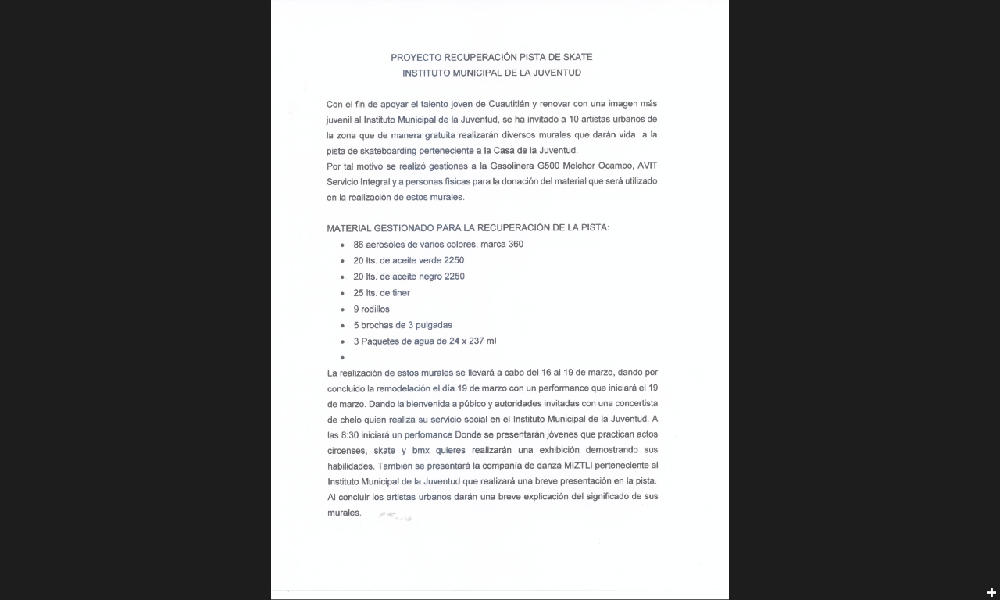 PROYECTO RECUPERACIÓN PISTA DE SKATE
INSTITUTO MUNICIPAL DE LA JUVENTUD
Con el fin de apoyar el talento joven de Cuautitlán y renovar con una imagen más
juvenil al Instituto Municipal de la Juventud, se ha invitado a 10 artistas urbanos de
la zona que de manera gratuita realizarán diversos murales que darán vida a la
pista de skateboarding perteneciente a la Casa de la Juventud.
Por tal motivo se realizó gestiones a la Gasolinera G500 Melchor Ocampo, AVIT
Servicio Integral y a personas físicas para la donación del material que será utilizado
en la realización de estos murales.
MATERIAL GESTIONADO PARA LA RECUPERACIÓN DE LA PISTA:
• 86 aerosoles de varios colores, marca 360
• 20 lts. de aceite verde 2250
• 20 lts. de aceite negro 2250
• 25 lts. de tiner
• 9 rodillos
• 5 brochas de 3 pulgadas
• 3 Paquetes de agua de 24 x 237 ml
•
La realización de estos murales se llevará a cabo del 16 al 19 de marzo, dando por
concluido la remodelación el día 19 de marzo con un performance que iniciará el 19
de marzo. Dando la bienvenida a púbico y autoridades invitadas con una concertista
de chelo quien realiza su servicio social en el Instituto Municipal de la Juventud. A
las 8:30 iniciará un perfomance Donde se presentarán jóvenes que practican actos
circenses, skate y bmx quieres realizarán una exhibición demostrando sus
habilidades. También se presentará la compañía de danza MIZTLI perteneciente al
Instituto Municipal de la Juventud que realizará una breve presentación en la pista.
Al concluir los artistas urbanos darán una breve explicación del significado de sus
murales.